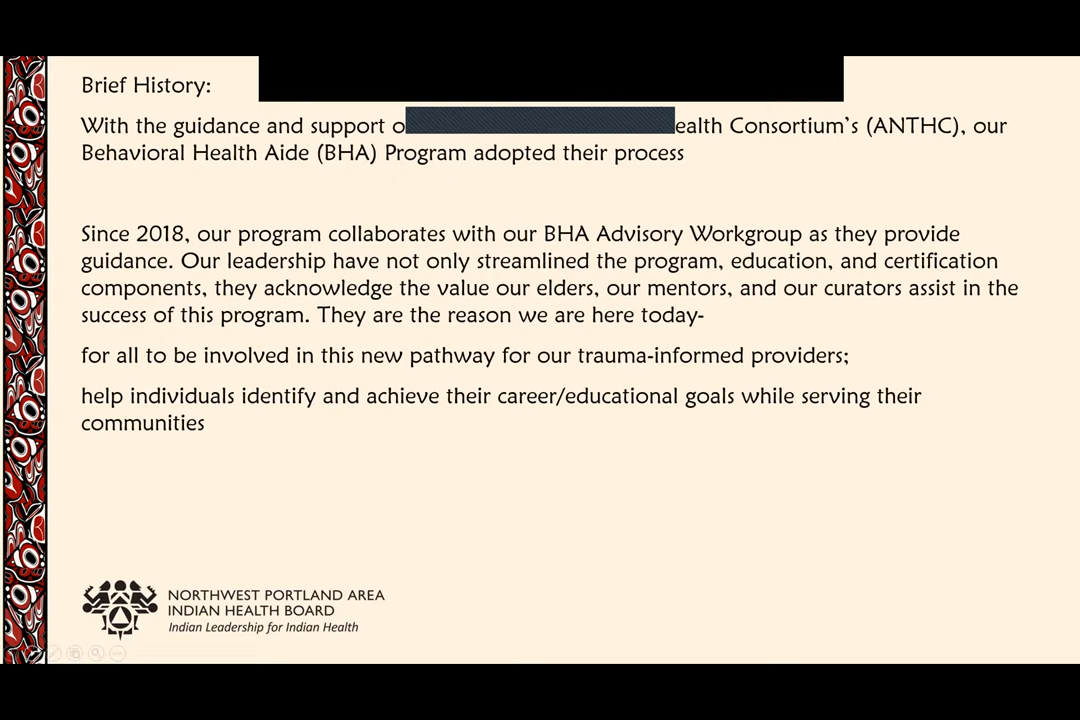 Brief History:
With the guidance and support o ealth Consortium's (ANTHC), our
Behavioral Health Aide (BHA) Program adopted their process
Since 2018, our program collaborates with our BHA Advisory Workgroup as they provide
guidance. Our leadership have not only streamlined the program, education, and certification
components, they acknowledge the value our elders, our mentors, and our curators assist in the
success of this program. They are the reason we are here today-
for all to be involved in this new pathway for our trauma-informed providers;
help individuals identify and achieve their career/educational goals while serving their
communities
NORTHWEST PORTLAND AREA
INDIAN HEALTH BOARD
Indian Leadership for Indian Health